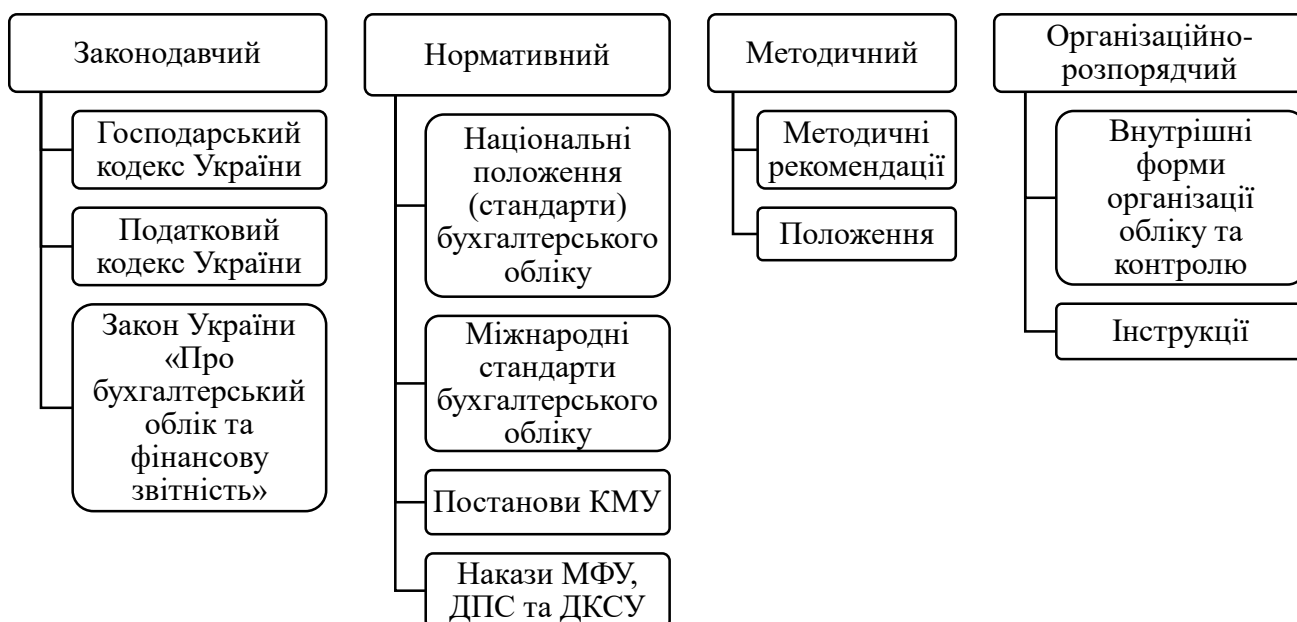 Законодавчий
Господарський
кодекс України
Податковий
кодекс України
Закон України
«Про
бухгалтерський
облік та
фінансову
звітність»
Нормативний
Національні
положення
(стандарти)
бухгалтерського
обліку
Міжнародні
стандарти
бухгалтерського
обліку
Постанови КМУ
Накази МФУ,
ДПС та ДКСУ
Методичний
Методичні
рекомендації
Положення
Організаційно-
розпорядчий
Внутрішні
форми
організації
обліку та
контролю
Інструкції